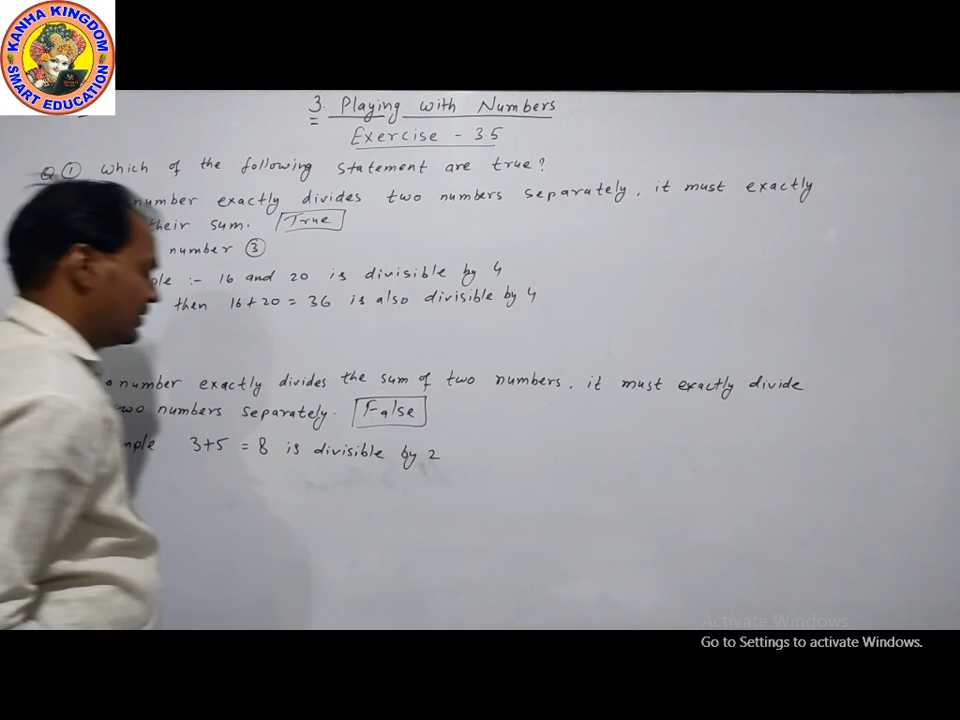 KANHA KINGDOM
SMART EDUCATION
3. Playing with Numbers
Exercise - 3.5
Q ① Which of the following statement are true?
number exactly divides two numbers separately, it must exactly
their sum. True
number ③
:- 16 and 20 is divisible by 4
then 16+20 = 36 is also divisible by 4
a number exactly divides the sum of two numbers, it must exactly divide
two numbers separately. False
3+5 = 8 is divisible by 2
Activate Windows
Go to Settings to activate Windows.